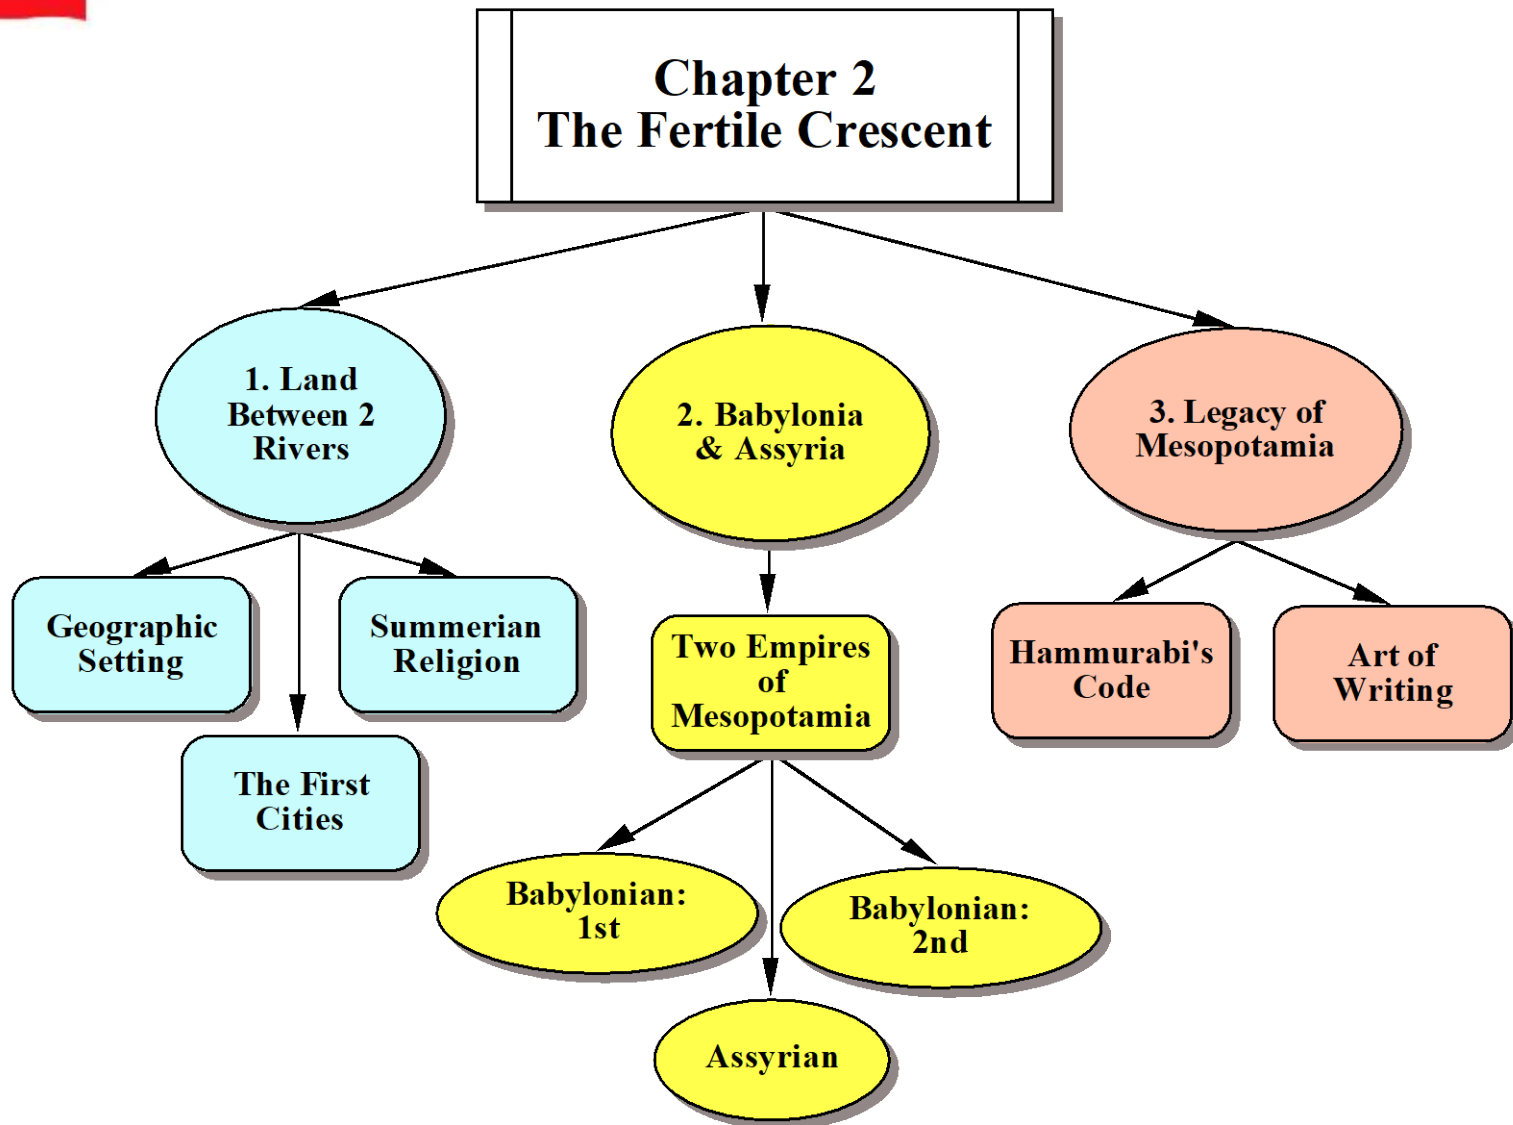 Chapter 2
The Fertile Crescent
1. Land
Between 2
Rivers
2. Babylonia
& Assyria
3. Legacy of
Mesopotamia
Geographic
Setting
Summerian
Religion
The First
Cities
Two Empires
of
Mesopotamia
Hammurabi's
Code
Art of
Writing
Babylonian:
1st
Babylonian:
2nd
Assyrian